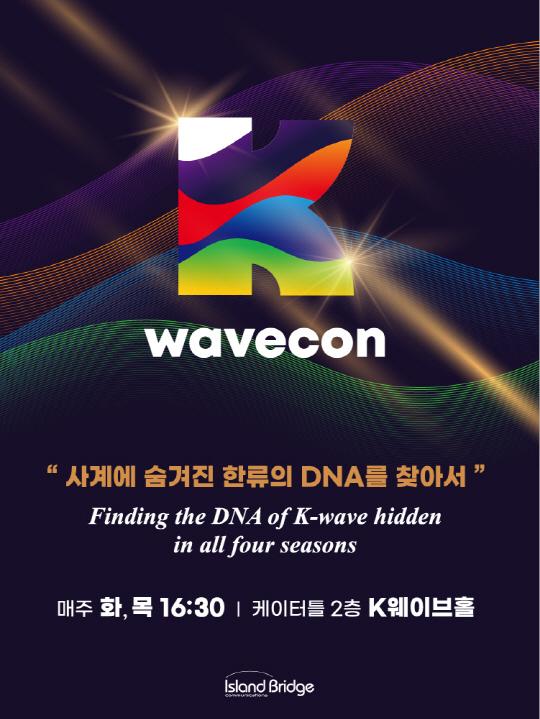 K
wavecon
“ 사계에 숨겨진 한류의 DNA를 찾아서 ”
Finding the DNA of K-wave hidden
in all four seasons
매주 화, 목 16:30 | 케이터틀 2층 K웨이브홀
Island Bridge
communications